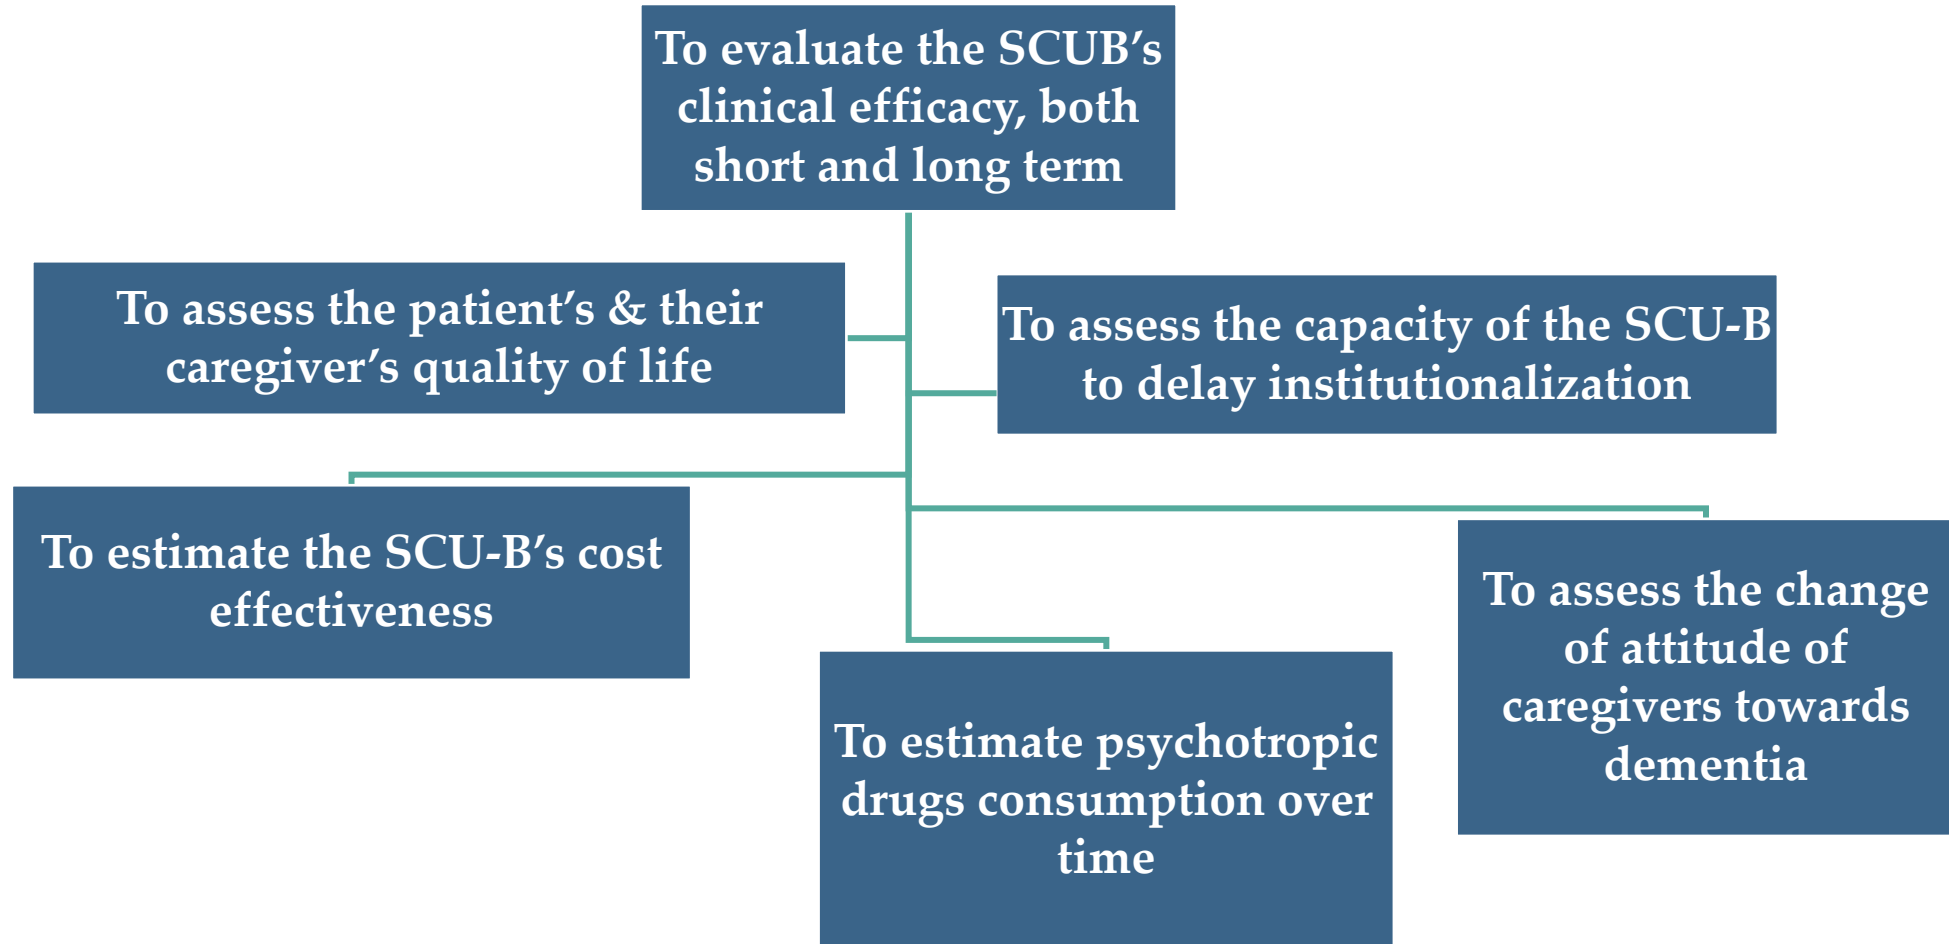 To evaluate the SCUB’s
clinical efficacy, both
short and long term
To assess the patient’s & their
caregiver’s quality of life
To assess the capacity of the SCU-B
to delay institutionalization
To estimate the SCU-B’s cost
effectiveness
To assess the change
of attitude of
caregivers towards
dementia
To estimate psychotropic
drugs consumption over
time